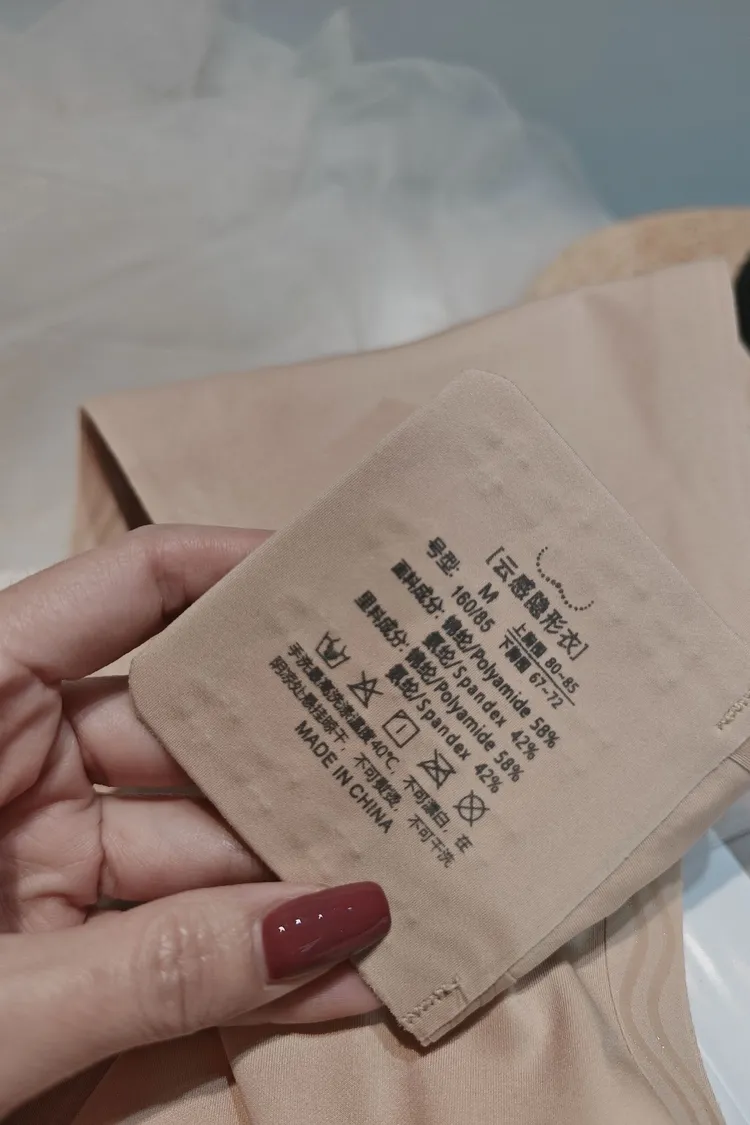 [云感隐形衣]
号型: M 上胸围 80~85
160/85 下胸围 67~72
面料成分: 锦纶/Polyamide 58%
氨纶/Spandex 42%
里料成分: 锦纶/Polyamide 58%
氨纶/Spandex 42%
手洗最高洗涤温度40℃, 不可漂白, 在
阴凉处悬挂晾干, 不可熨烫, 不可干洗
MADE IN CHINA